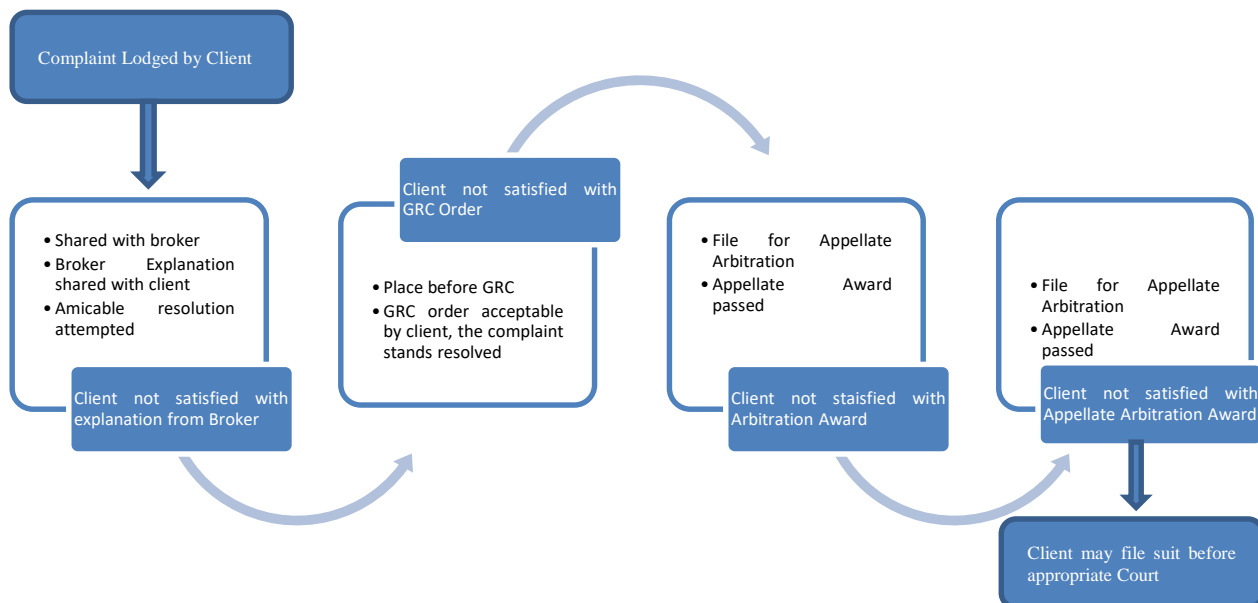 Complaint Lodged by Client
• Shared with broker
• Broker Explanation
shared with client
• Amicable resolution
attempted
Client not satisfied with
explanation from Broker
Client not satisfied with
GRC Order
• Place before GRC
• GRC order acceptable
by client, the complaint
stands resolved
• File for Appellate
Arbitration
• Appellate Award
passed
Client not staisfied with
Arbitration Award
• File for Appellate
Arbitration
• Appellate Award
passed
Client not satisfied with
Appellate Arbitration Award
Client may file suit before
appropriate Court